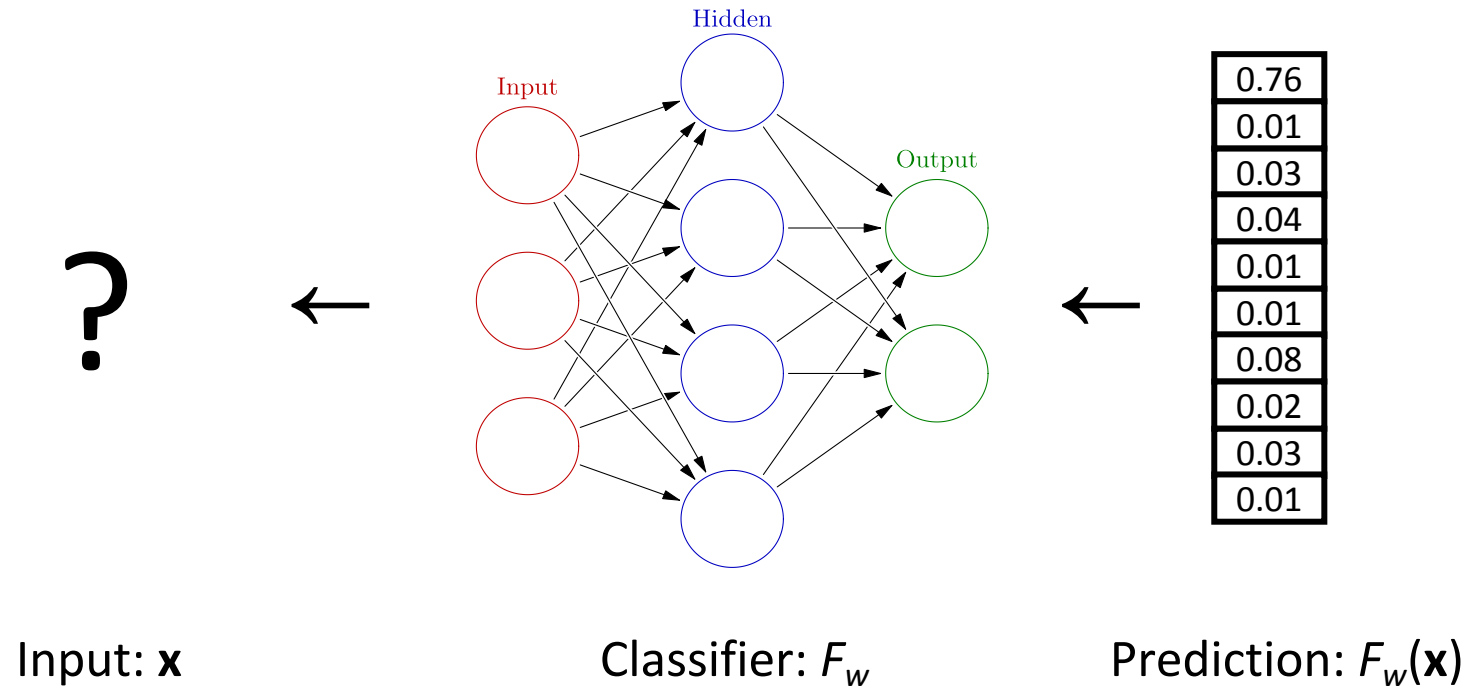 Hidden
Input
Output
0.76
0.01
0.03
0.04
0.01
0.01
0.08
0.02
0.03
0.01
?
←
←
Input: x
Classifier: F_w
Prediction: F_w(x)